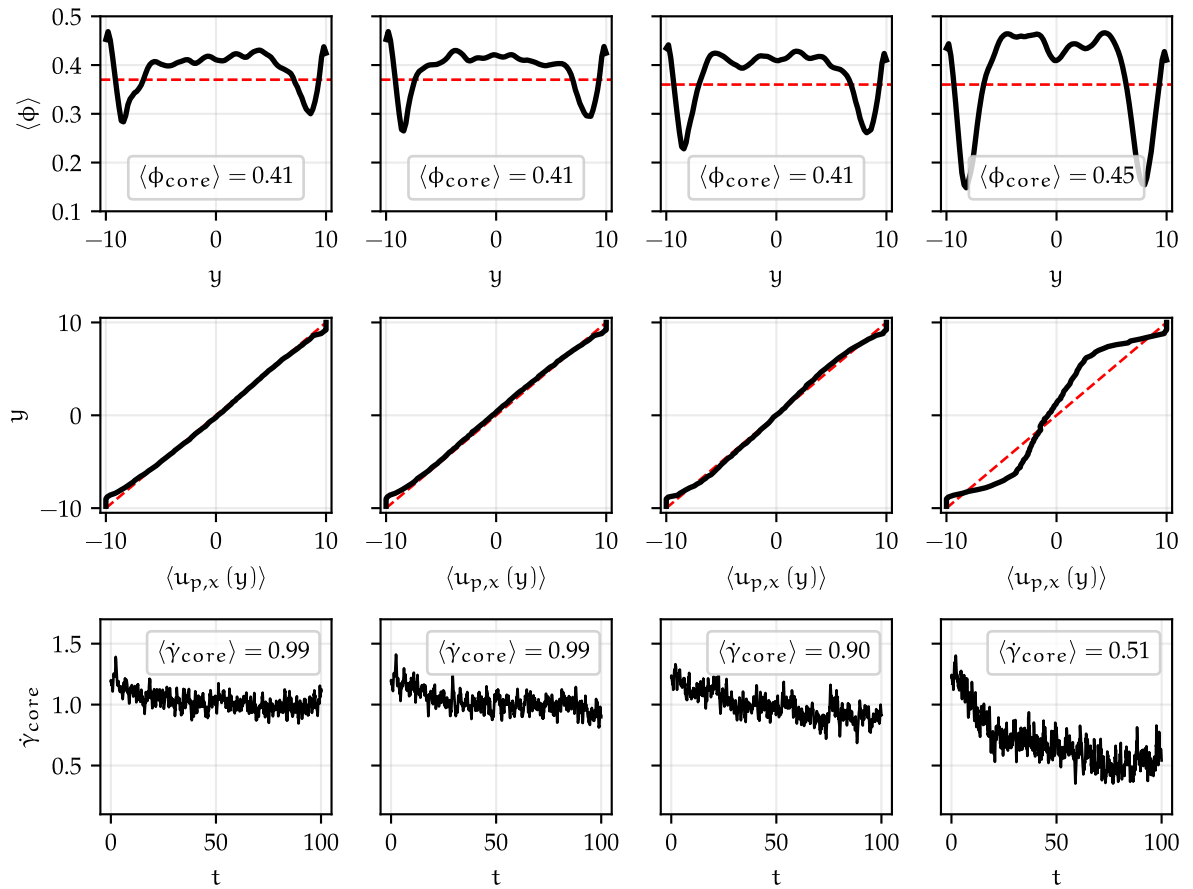 0.5
0.4
0.3
0.2
0.1
⟨ϕ⟩
⟨ϕcore⟩ = 0.41
⟨ϕcore⟩ = 0.41
⟨ϕcore⟩ = 0.41
⟨ϕcore⟩ = 0.45
−10 0 10
−10 0 10
−10 0 10
−10 0 10
y y y y
10
0
−10
y
−10 0 10
−10 0 10
−10 0 10
−10 0 10
⟨up,x (y)⟩ ⟨up,x (y)⟩ ⟨up,x (y)⟩ ⟨up,x (y)⟩
1.5
1.0
0.5
γ̇core
⟨γ̇core⟩ = 0.99
⟨γ̇core⟩ = 0.99
⟨γ̇core⟩ = 0.90
⟨γ̇core⟩ = 0.51
0 100
0 100
0 100
0 100
t t t t